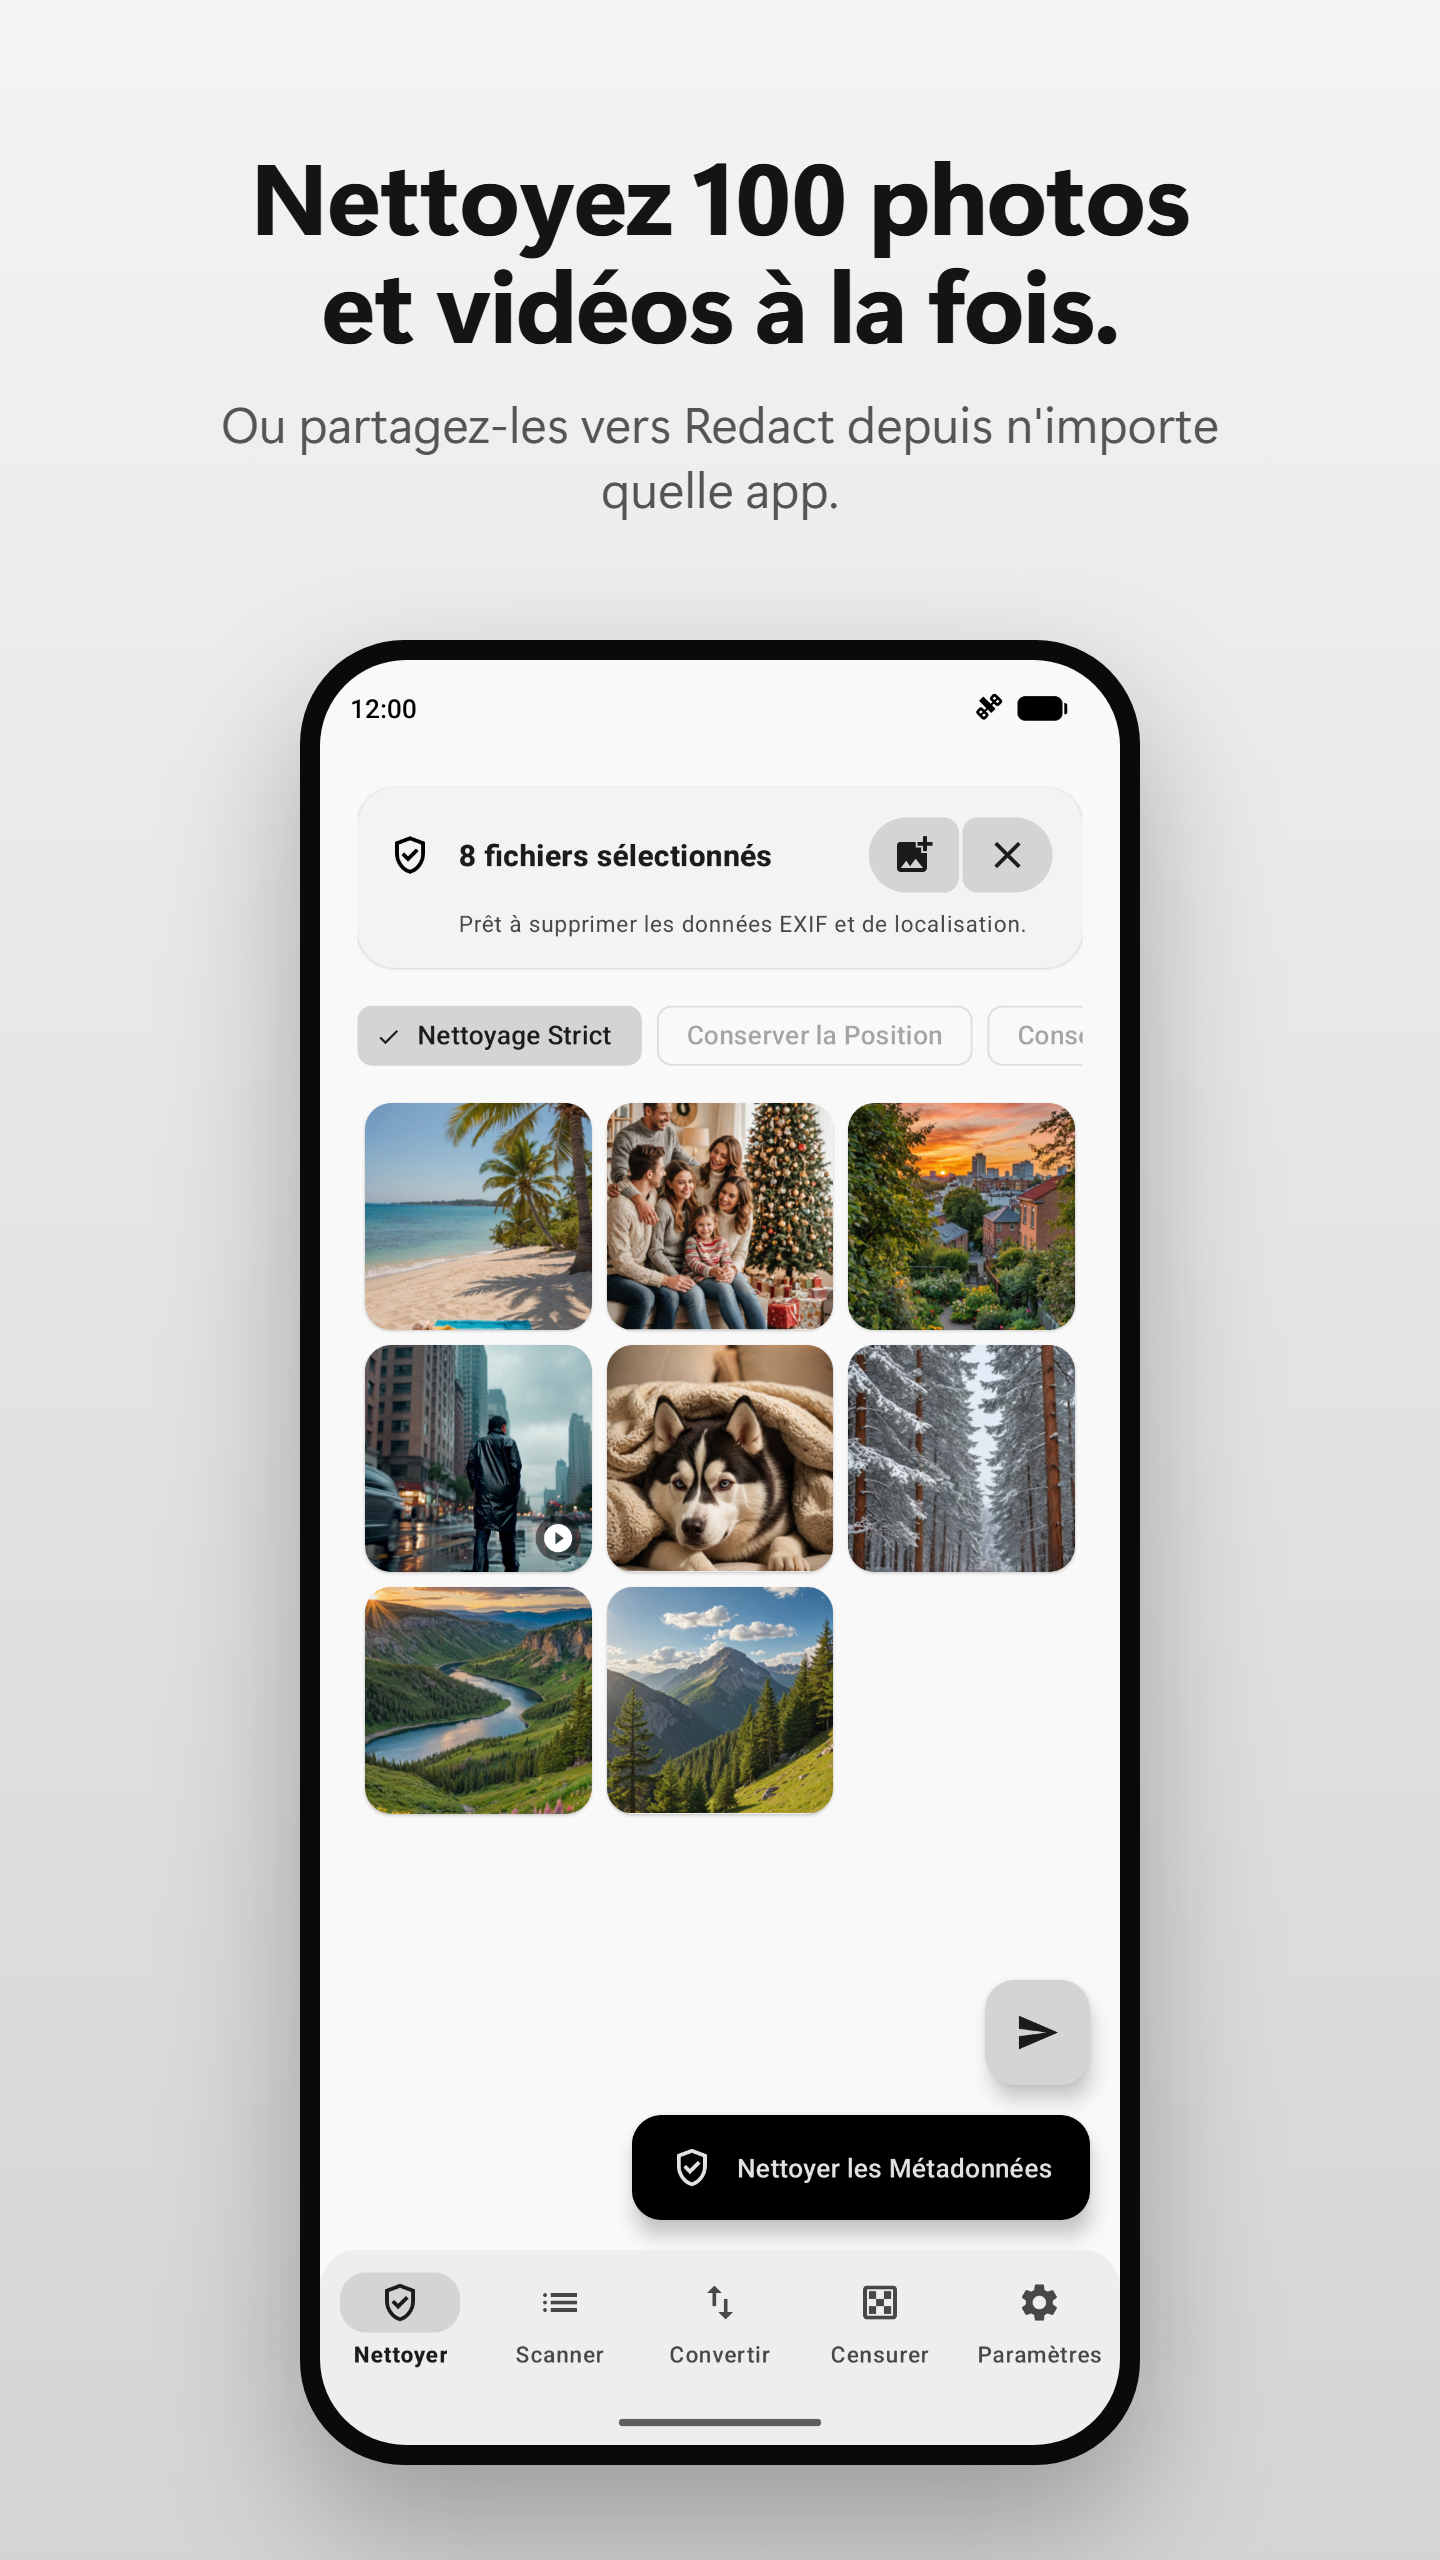 Nettoyez 100 photos
et vidéos à la fois.
Ou partagez-les vers Redact depuis n'importe
quelle app.
12:00
8 fichiers sélectionnés
Prêt à supprimer les données EXIF et de localisation.
Nettoyage Strict
Conserver la Position
Conse
Nettoyer les Métadonnées
Nettoyer
Scanner
Convertir
Censurer
Paramètres